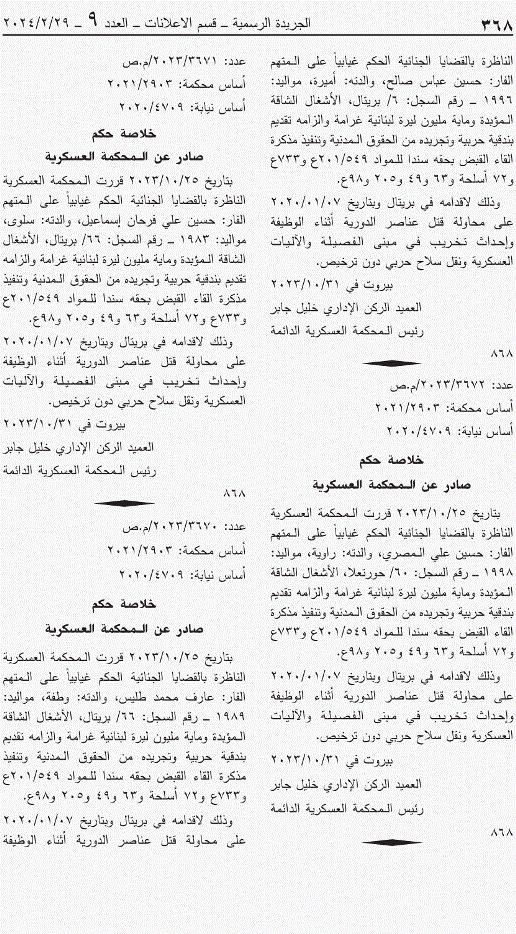 ٣٦٨
الجريدة الرسمية – قسم الاعلانات – العدد ٩ – ٢٠٢٤/٢/٢٩
الناظرة بالقضايا الجنائية الحكم غيابياً على المتهم
الفار: حسين عباس صالح، والدته: أميرة، مواليد:
١٩٩٦ – رقم السجل: ٦/ بريتال، الأشغال الشاقة
المؤبدة وماية مليون ليرة لبنانية غرامة والزامه تقديم
بندقية حربية وتجريده من الحقوق المدنية وتنفيذ مذكرة
القاء القبض بحقه سندا للمواد ٢٠١/٥٤٩ع و٧٣٣ع
و٧٢ أسلحة و٦٣ و٤٩ و٢٠٥ و٩٨ع.
وذلك لاقدامه في بريتال وبتاريخ ٢٠٢٠/٠١/٠٧
على محاولة قتل عناصر الدورية أثناء الوظيفة
وإحداث تخريب في مبنى الفصيلة والآليات
العسكرية ونقل سلاح حربي دون ترخيص.
بيروت في ٢٠٢٣/١٠/٣١
العميد الركن الإداري خليل جابر
رئيس المحكمة العسكرية الدائمة
٨٦٨
عدد: ٢٠٢٣/٣٦٧٢/م.ص
أساس محكمة: ٢٠٢١/٢٩٠٣
أساس نيابة: ٢٠٢٠/٤٧٠٩
خلاصة حكم
صادر عن المحكمة العسكرية
بتاريخ ٢٠٢٣/١٠/٢٥ قررت المحكمة العسكرية
الناظرة بالقضايا الجنائية الحكم غيابياً على المتهم
الفار: حسين علي المصري، والدته: راوية، مواليد:
١٩٩٨ – رقم السجل: ٦٠/ حورتعلا، الأشغال الشاقة
المؤبدة وماية مليون ليرة لبنانية غرامة والزامه تقديم
بندقية حربية وتجريده من الحقوق المدنية وتنفيذ مذكرة
القاء القبض بحقه سندا للمواد ٢٠١/٥٤٩ع و٧٣٣ع
و٧٢ أسلحة و٦٣ و٤٩ و٢٠٥ و٩٨ع.
وذلك لاقدامه في بريتال وبتاريخ ٢٠٢٠/٠١/٠٧
على محاولة قتل عناصر الدورية أثناء الوظيفة
وإحداث تخريب في مبنى الفصيلة والآليات
العسكرية ونقل سلاح حربي دون ترخيص.
بيروت في ٢٠٢٣/١٠/٣١
العميد الركن الإداري خليل جابر
رئيس المحكمة العسكرية الدائمة
٨٦٨
عدد: ٢٠٢٣/٣٦٧١/م.ص
أساس محكمة: ٢٠٢١/٢٩٠٣
أساس نيابة: ٢٠٢٠/٤٧٠٩
خلاصة حكم
صادر عن المحكمة العسكرية
بتاريخ ٢٠٢٣/١٠/٢٥ قررت المحكمة العسكرية
الناظرة بالقضايا الجنائية الحكم غيابياً على المتهم
الفار: حسين علي فرحان إسماعيل، والدته: سلوى،
مواليد: ١٩٨٣ – رقم السجل: ٦٦/ بريتال، الأشغال
الشاقة المؤبدة وماية مليون ليرة لبنانية غرامة والزامه
تقديم بندقية حربية وتجريده من الحقوق المدنية وتنفيذ
مذكرة القاء القبض بحقه سندا للمواد ٢٠١/٥٤٩ع
و٧٣٣ع و٧٢ أسلحة و٦٣ و٤٩ و٢٠٥ و٩٨ع.
وذلك لاقدامه في بريتال وبتاريخ ٢٠٢٠/٠١/٠٧
على محاولة قتل عناصر الدورية أثناء الوظيفة
وإحداث تخريب في مبنى الفصيلة والآليات
العسكرية ونقل سلاح حربي دون ترخيص.
بيروت في ٢٠٢٣/١٠/٣١
العميد الركن الإداري خليل جابر
رئيس المحكمة العسكرية الدائمة
٨٦٨
عدد: ٢٠٢٣/٣٦٧٠/م.ص
أساس محكمة: ٢٠٢١/٢٩٠٣
أساس نيابة: ٢٠٢٠/٤٧٠٩
خلاصة حكم
صادر عن المحكمة العسكرية
بتاريخ ٢٠٢٣/١٠/٢٥ قررت المحكمة العسكرية
الناظرة بالقضايا الجنائية الحكم غيابياً على المتهم
الفار: عارف محمد طليس، والدته: وطفة، مواليد:
١٩٨٩ – رقم السجل: ٦٦/ بريتال، الأشغال الشاقة
المؤبدة وماية مليون ليرة لبنانية غرامة والزامه تقديم
بندقية حربية وتجريده من الحقوق المدنية وتنفيذ
مذكرة القاء القبض بحقه سندا للمواد ٢٠١/٥٤٩ع
و٧٣٣ع و٧٢ أسلحة و٦٣ و٤٩ و٢٠٥ و٩٨ع.
وذلك لاقدامه في بريتال وبتاريخ ٢٠٢٠/٠١/٠٧
على محاولة قتل عناصر الدورية أثناء الوظيفة